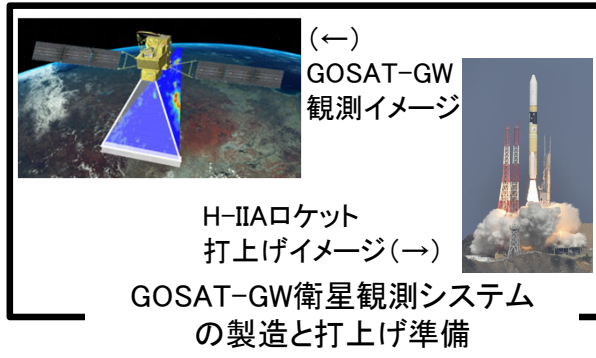 (←)
GOSAT-GW
観測イメージ
H-IIAロケット
打上げイメージ(→)
GOSAT-GW衛星観測システム
の製造と打上げ準備